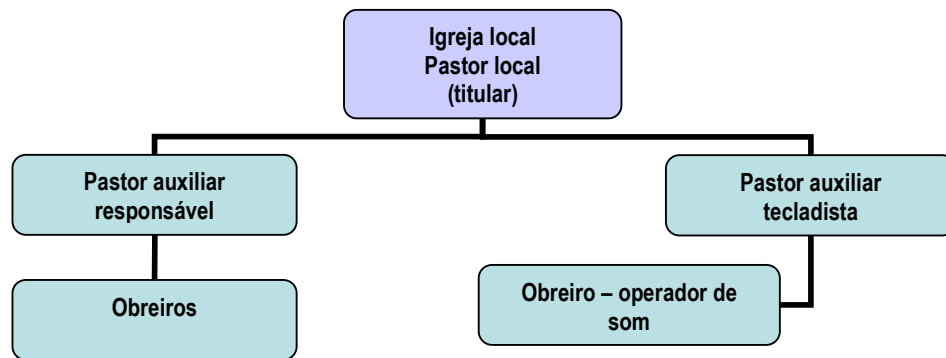 Igreja local
Pastor local
(titular)
Pastor auxiliar
responsável
Pastor auxiliar
tecladista
Obreiros
Obreiro – operador de
som